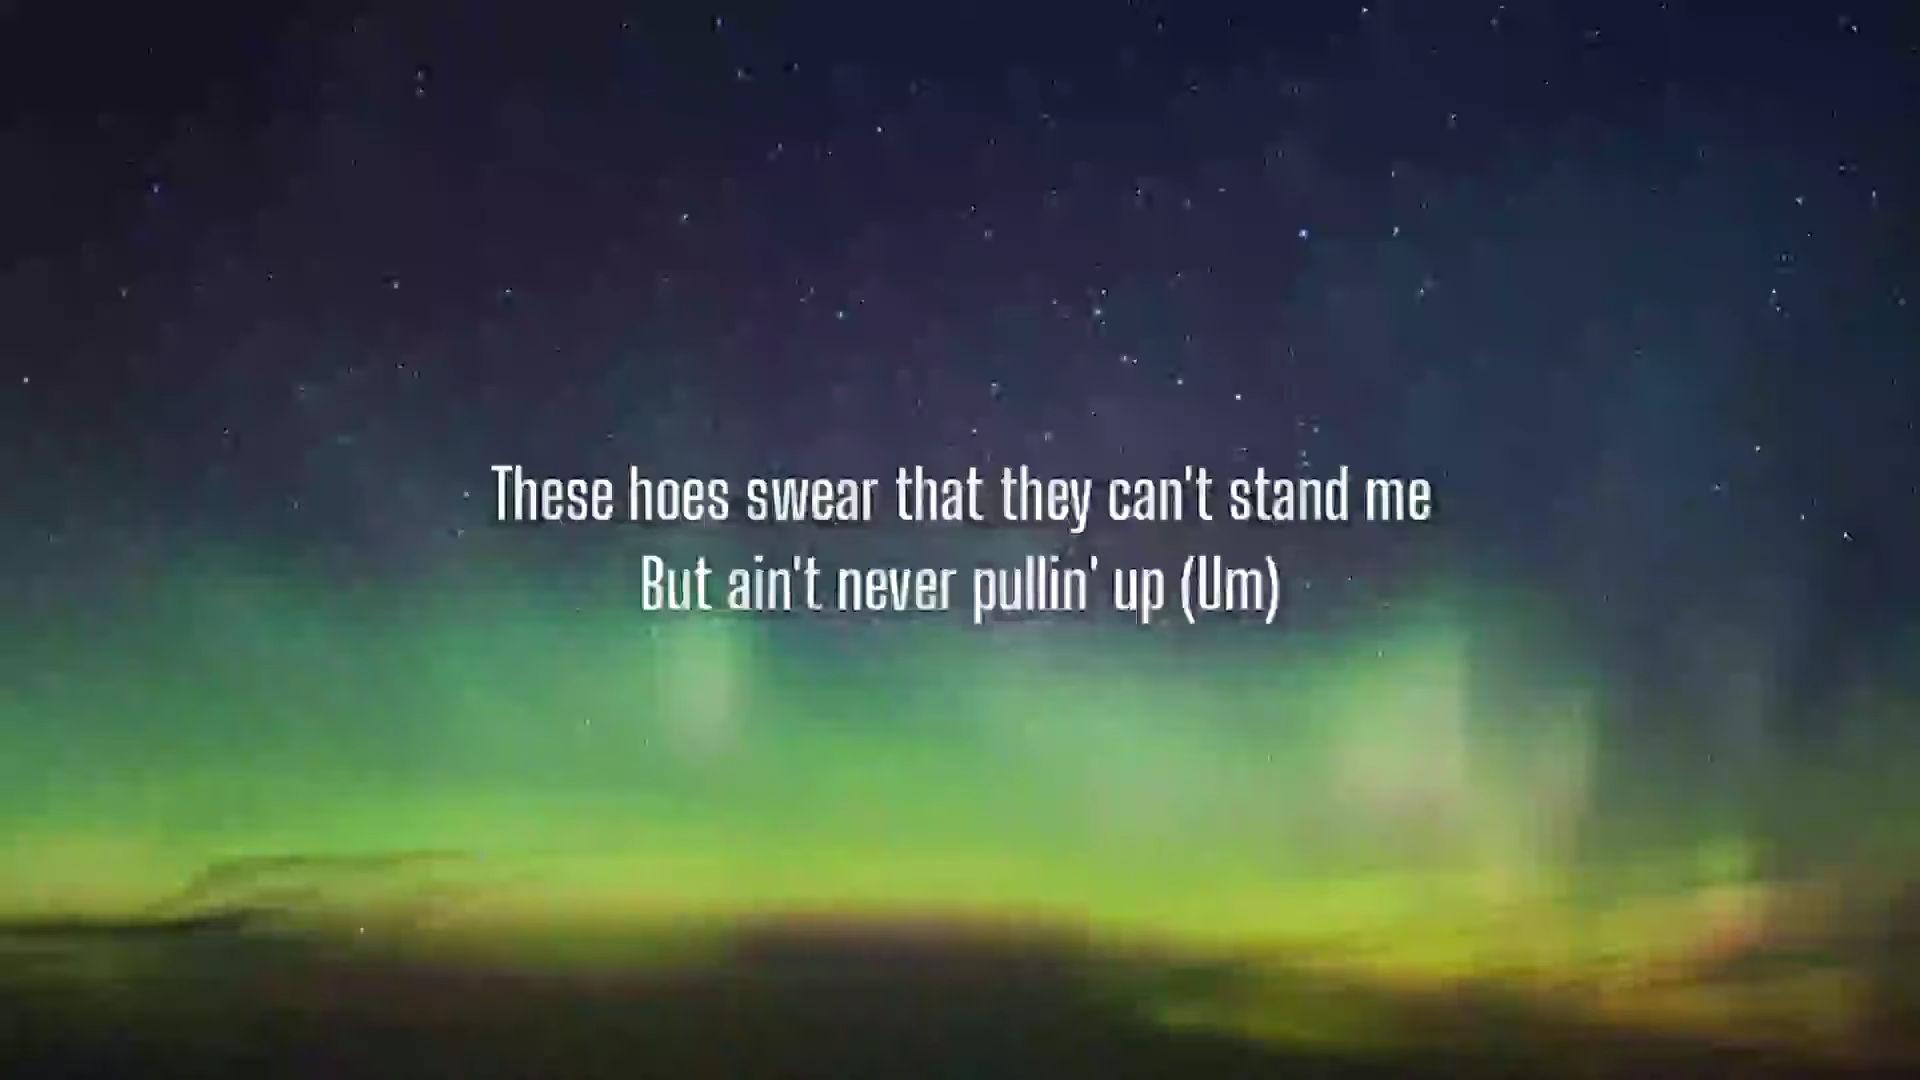 These hoes swear that they can't stand me
But ain't never pullin' up (Um)